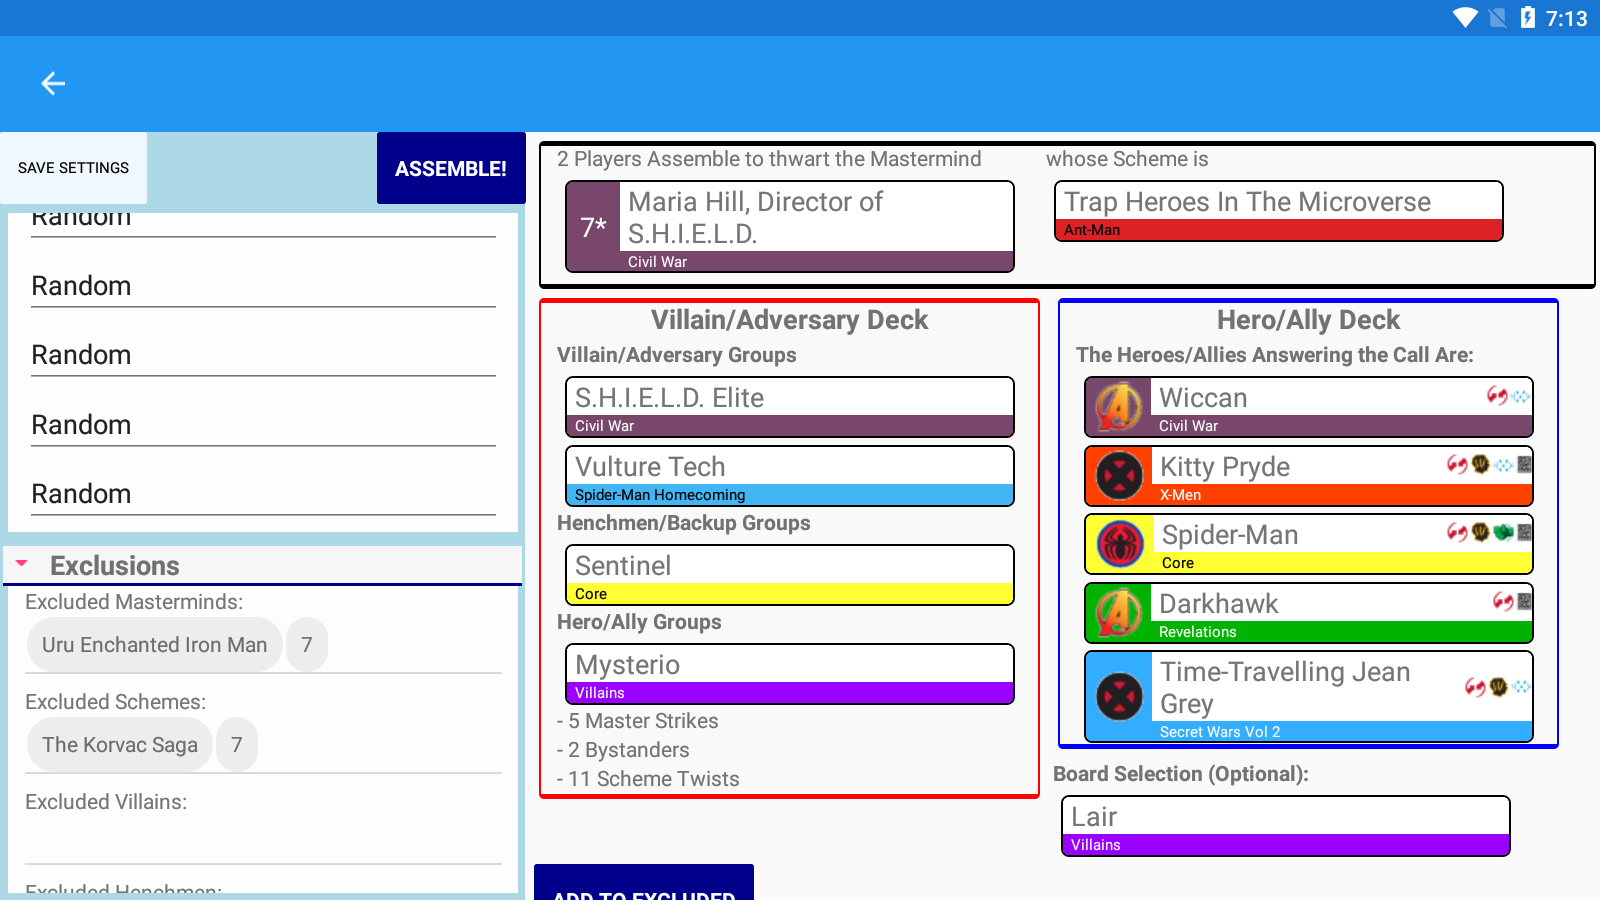 7:13
SAVE SETTINGS
ASSEMBLE!
Random
Random
Random
Random
Random
Exclusions
Excluded Masterminds:
Uru Enchanted Iron Man 7
Excluded Schemes:
The Korvac Saga 7
Excluded Villains:
Excluded Henchmen:
2 Players Assemble to thwart the Mastermind
7*
Maria Hill, Director of
S.H.I.E.L.D.
Civil War
whose Scheme is
Trap Heroes In The Microverse
Ant-Man
Villain/Adversary Deck
Villain/Adversary Groups
S.H.I.E.L.D. Elite
Civil War
Vulture Tech
Spider-Man Homecoming
Henchmen/Backup Groups
Sentinel
Core
Hero/Ally Groups
Mysterio
Villains
- 5 Master Strikes
- 2 Bystanders
- 11 Scheme Twists
ADD TO EXCLUDED
Hero/Ally Deck
The Heroes/Allies Answering the Call Are:
Wiccan
Civil War
Kitty Pryde
X-Men
Spider-Man
Core
Darkhawk
Revelations
Time-Travelling Jean
Grey
Secret Wars Vol 2
Board Selection (Optional):
Lair
Villains